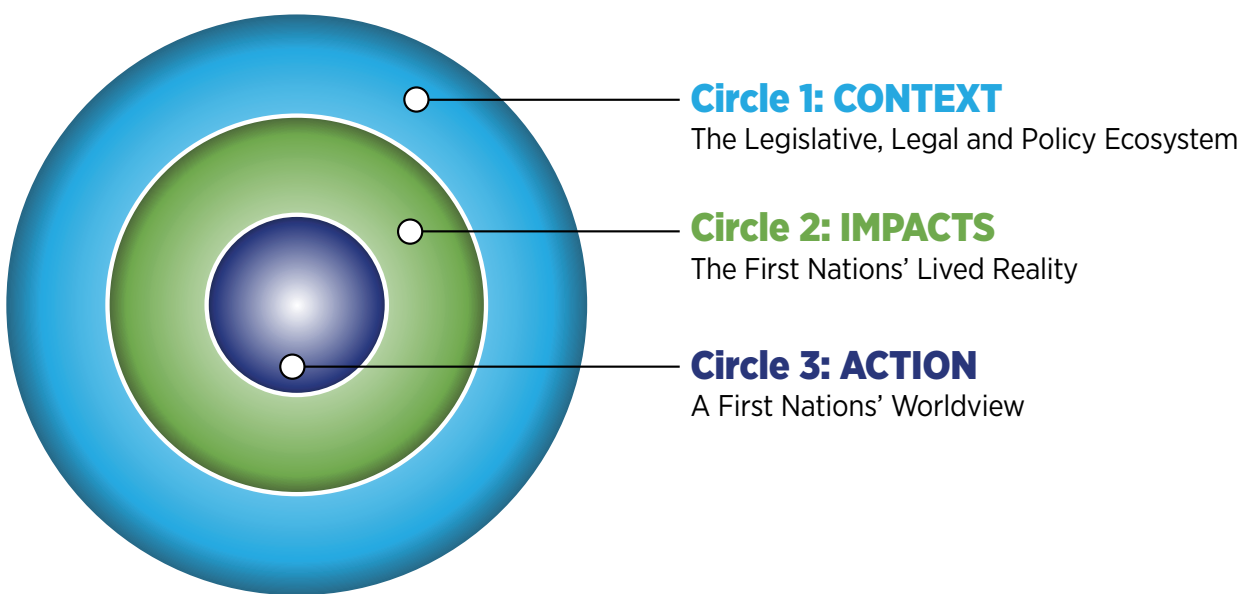 Circle 1: CONTEXT
The Legislative, Legal and Policy Ecosystem
Circle 2: IMPACTS
The First Nations’ Lived Reality
Circle 3: ACTION
A First Nations’ Worldview